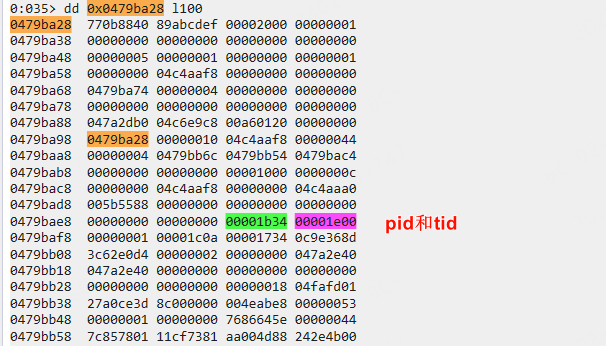 0:035> dd 0x0479ba28 l100
0479ba28 770b8840 89abcdef 00002000 00000001
0479ba38 00000000 00000000 00000000 00000000
0479ba48 00000005 00000001 00000000 00000001
0479ba58 00000000 04c4aaf8 00000000 00000000
0479ba68 0479ba74 00000004 00000000 00000000
0479ba78 00000000 00000000 00000000 00000000
0479ba88 047a2db0 04c6e9c8 00a60120 00000000
0479ba98 0479ba28 00000010 04c4aaf8 00000044
0479baa8 00000004 0479bb6c 0479bb54 0479bac4
0479bab8 00000000 00000000 00001000 0000000c
0479bac8 00000000 04c4aaf8 00000000 04c4aaa0
0479bad8 005b5588 00000000 00000000 00000000
0479bae8 00000000 00000000 00001b34 00001e00 pid和tid
0479baf8 00000001 00001c0a 00001734 0c9e368d
0479bb08 3c62e0d4 00000002 00000000 047a2e40
0479bb18 047a2e40 00000000 00000000 00000000
0479bb28 00000000 00000000 00000018 04fafd01
0479bb38 27a0ce3d 8c000000 004eabe8 00000053
0479bb48 00000001 00000000 7686645e 00000044
0479bb58 7c857801 11cf7381 aa004d88 242e4b00